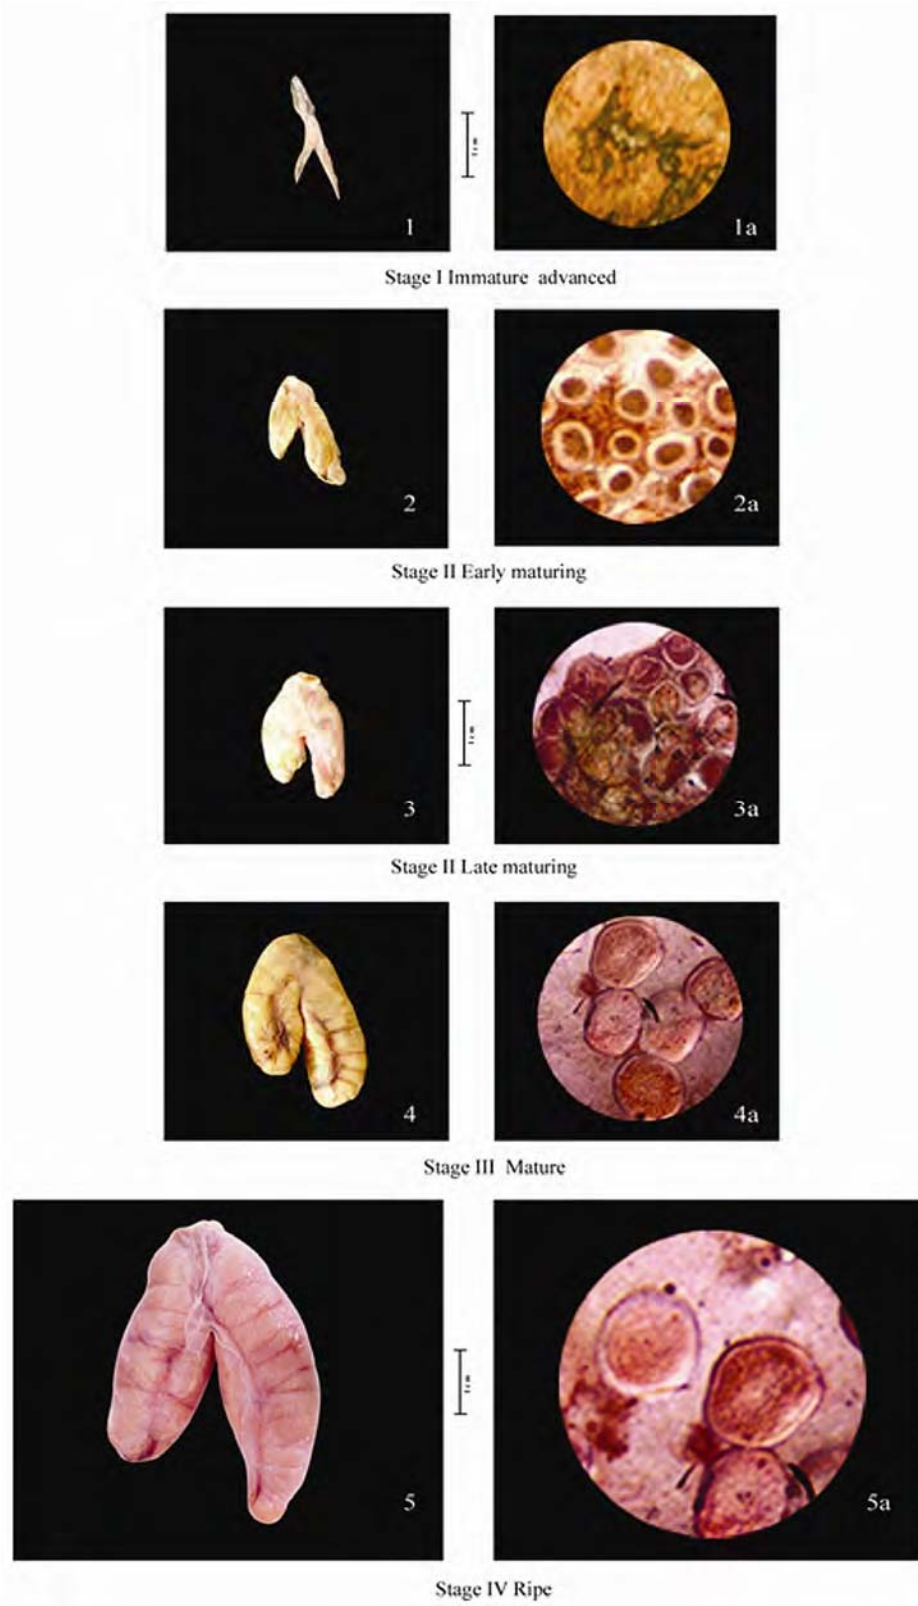 1
1a
Stage I Immature advanced
2
2a
Stage II Early maturing
3
3a
Stage II Late maturing
4
4a
Stage III Mature
5
5a
Stage IV Ripe